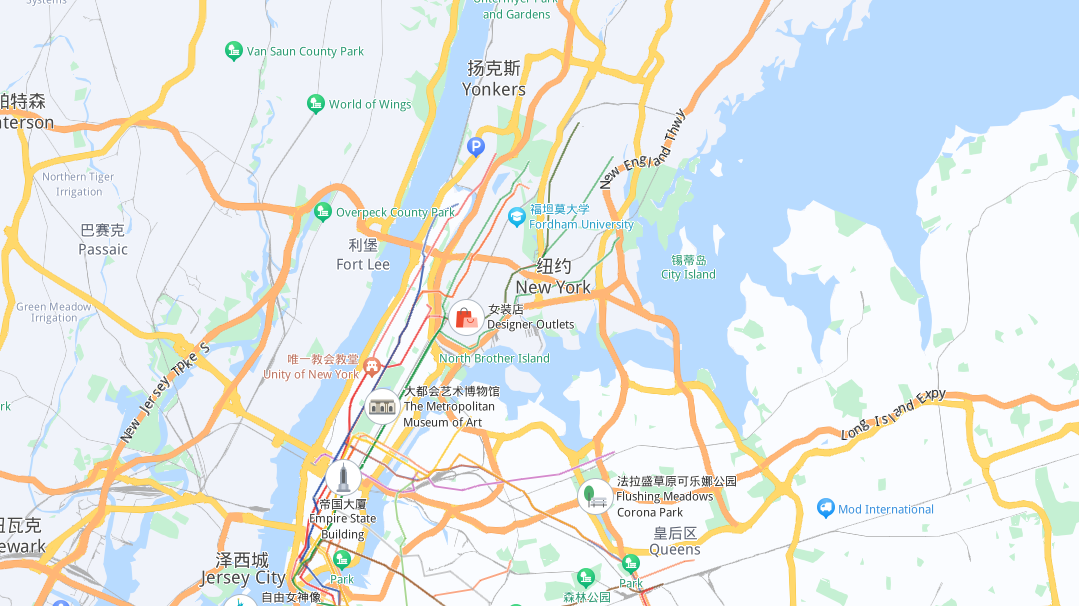 Systems
Untermyer Park
and Gardens
Van Saun County Park
扬克斯
Yonkers
World of Wings
帕特森
aterson
P
New England Thwy
Northern Tiger
Irrigation
Overpeck County Park
福坦莫大学
Fordham University
巴赛克
Passaic
利堡
Fort Lee
纽约
New York
锡蒂岛
City Island
Green Meadow
Irrigation
女装店
Designer Outlets
New Jersey TPke S
唯一教会教堂
Unity of New York
North Brother Island
大都会艺术博物馆
The Metropolitan
Museum of Art
Long Island Expy
rk
法拉盛草原可乐娜公园
Flushing Meadows
Corona Park
帝国大厦
Empire State
Building
Mod International
纽瓦克
ewark
皇后区
Queens
泽西城
Jersey City
Park
Park
自由女神像
森林公园